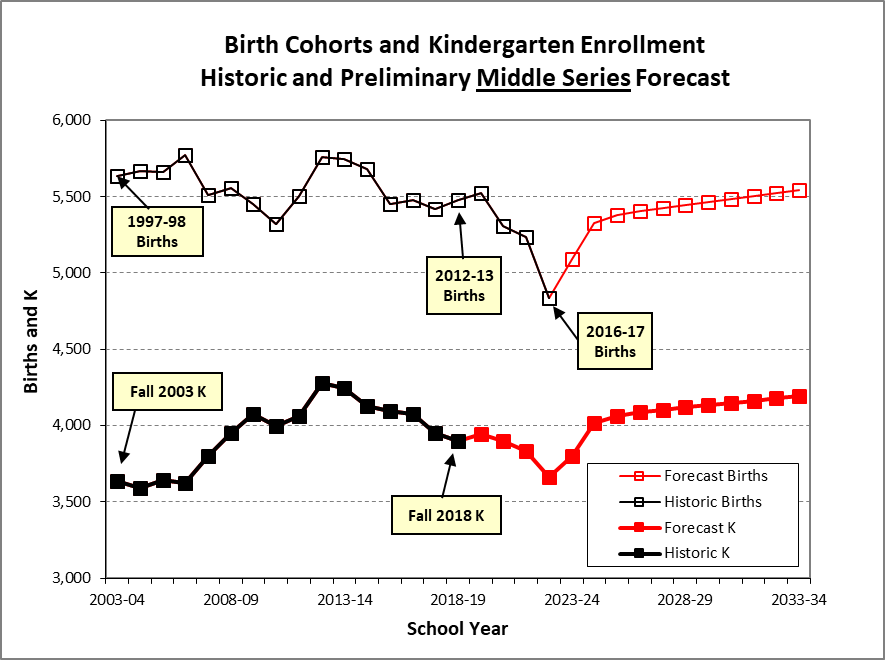 Birth Cohorts and Kindergarten Enrollment
Historic and Preliminary Middle Series Forecast
Births and K
6,000
5,500
5,000
4,500
4,000
3,500
3,000
1997-98
Births
2012-13
Births
2016-17
Births
Fall 2003 K
Fall 2018 K
Forecast Births
Historic Births
Forecast K
Historic K
2003-04
2008-09
2013-14
2018-19
2023-24
2028-29
2033-34
School Year